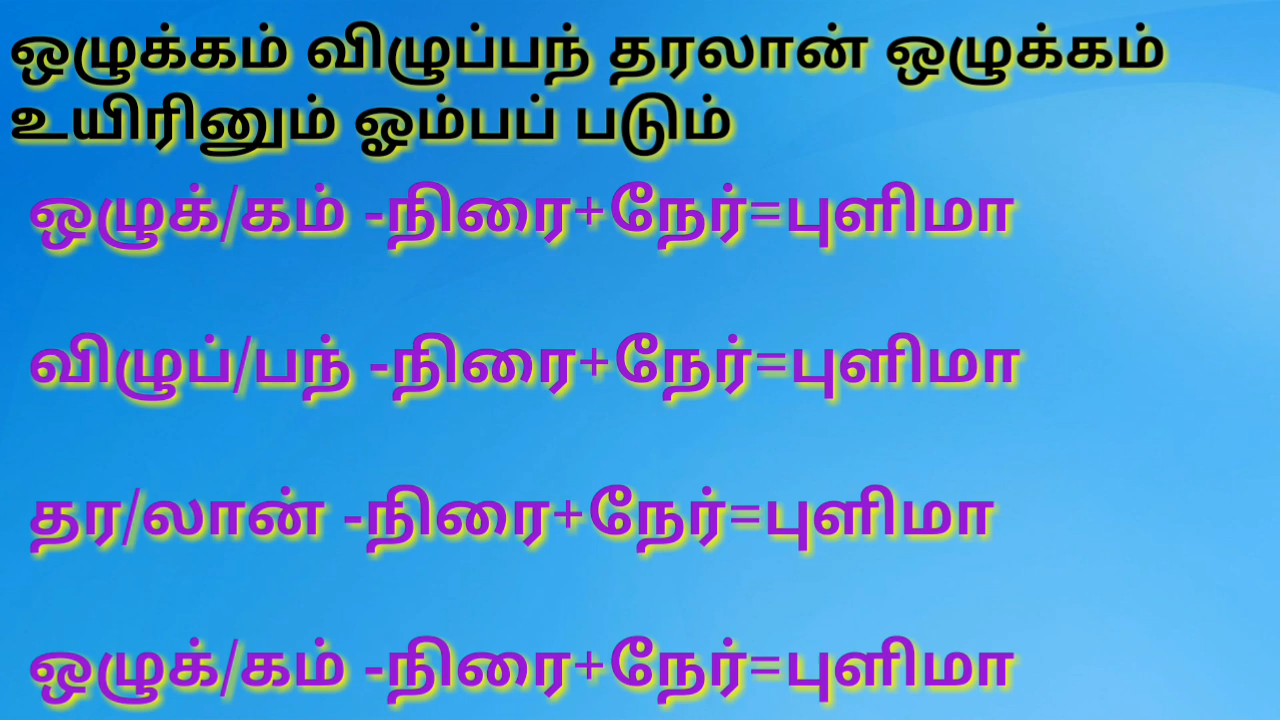 ஒழுக்கம் விழுப்பந் தரலான் ஒழுக்கம்
உயிரினும் ஓம்பப் படும்
ஒழுக்/கம் -நிரை+நேர்=புளிமா
விழுப்/பந் -நிரை+நேர்=புளிமா
தர/லான் -நிரை+நேர்=புளிமா
ஒழுக்/கம் -நிரை+நேர்=புளிமா